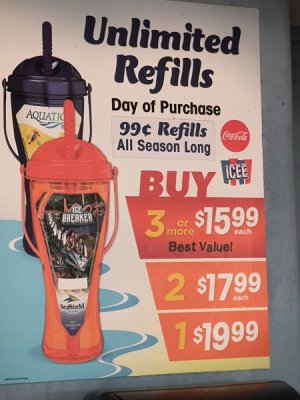 Unlimited
Refills
Day of Purchase
99¢ Refills
All Season Long
Coca-Cola
ICEE
AQUATIC
ICE
BREAKER
SeaWorld
BUY
3 or more $15.99 each
Best Value!
2 $17.99 each
1 $19.99